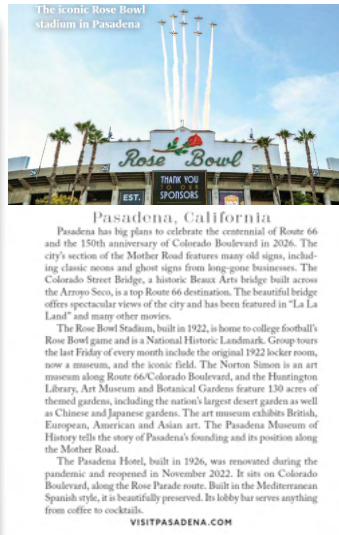 The iconic Rose Bowl
stadium in Pasadena
Rose Bowl
EST.
THANK YOU
TO OUR
SPONSORS
Pasadena, California
Pasadena has big plans to celebrate the centennial of Route 66
and the 150th anniversary of Colorado Boulevard in 2026. The
city's section of the Mother Road features many old signs, includ-
ing classic neons and ghost signs from long-gone businesses. The
Colorado Street Bridge, a historic Beaux Arts bridge built across
the Arroyo Seco, is a top Route 66 destination. The beautiful bridge
offers spectacular views of the city and has been featured in “La La
Land” and many other movies.
The Rose Bowl Stadium, built in 1922, is home to college football's
Rose Bowl game and is a National Historic Landmark. Group tours
the last Friday of every month include the original 1922 locker room,
now a museum, and the iconic field. The Norton Simon is an art
museum along Route 66/Colorado Boulevard, and the Huntington
Library, Art Museum and Botanical Gardens feature 130 acres of
themed gardens, including the nation's largest desert garden as well
as Chinese and Japanese gardens. The art museum exhibits British,
European, American and Asian art. The Pasadena Museum of
History tells the story of Pasadena's founding and its position along
the Mother Road.
The Pasadena Hotel, built in 1926, was renovated during the
pandemic and reopened in November 2022. It sits on Colorado
Boulevard, along the Rose Parade route. Built in the Mediterranean
Spanish style, it is beautifully preserved. Its lobby bar serves anything
from coffee to cocktails.
VISITPASADENA.COM